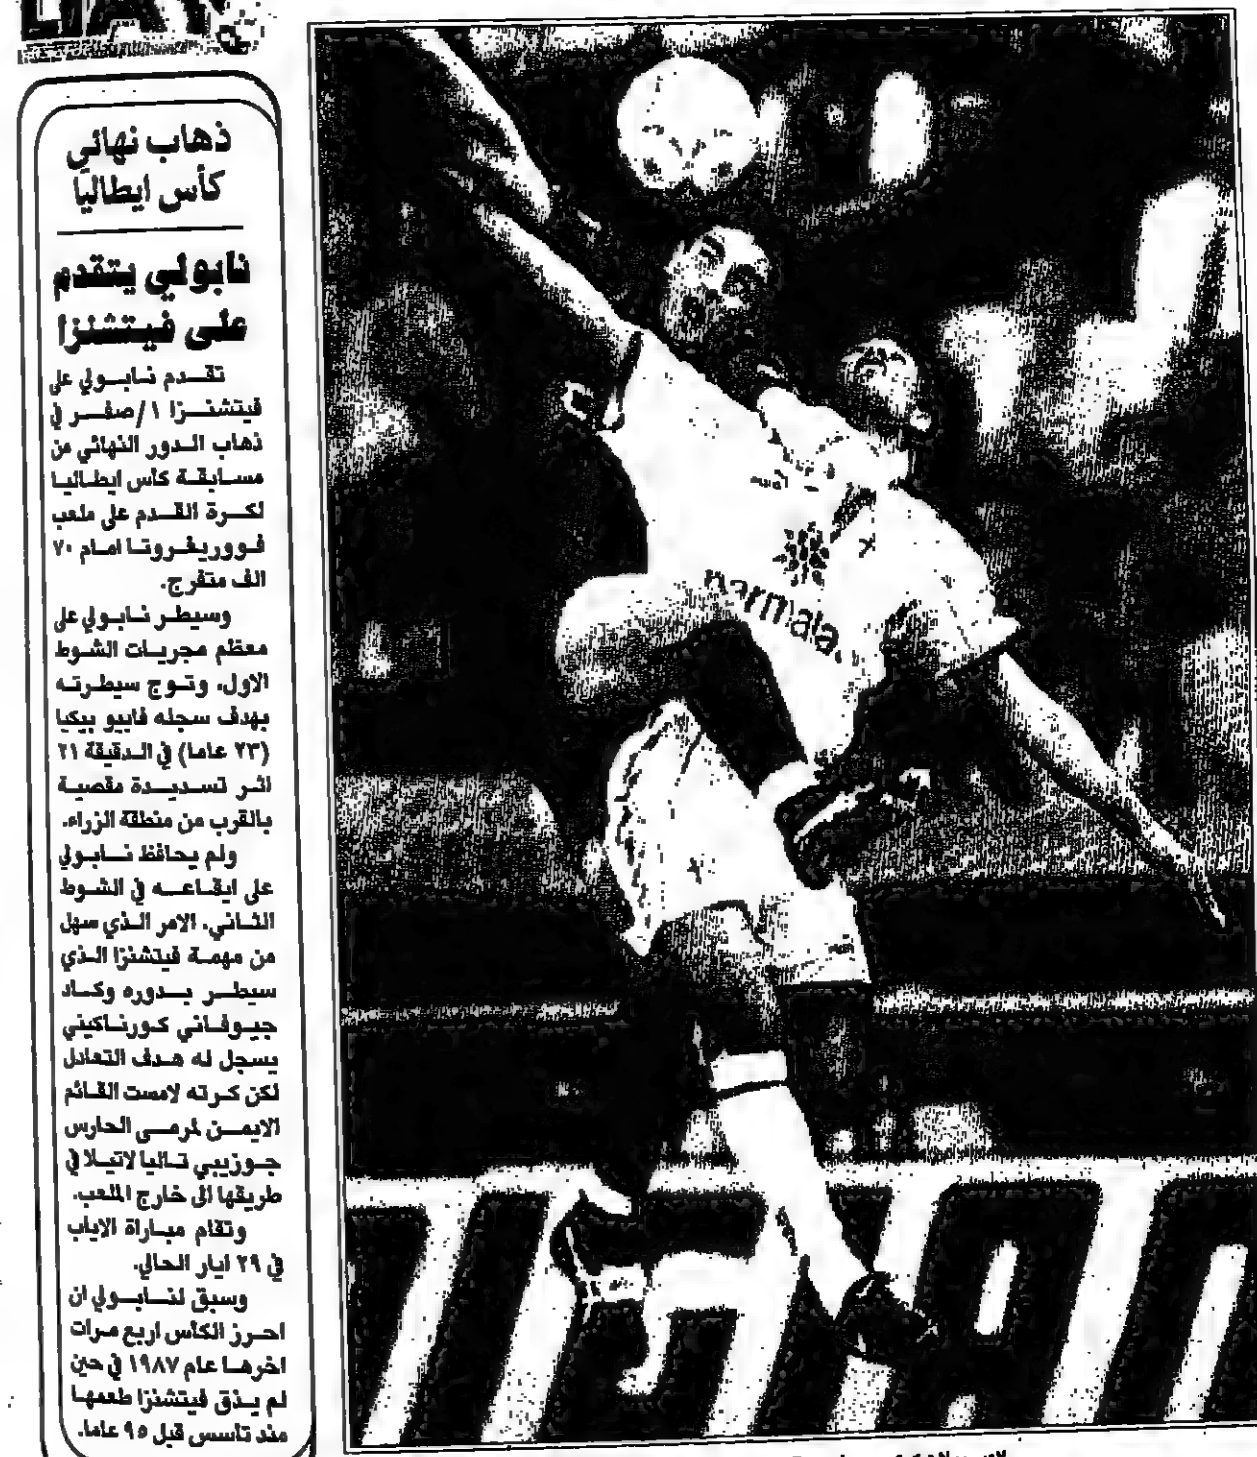 ذهاب نهائي
كأس ايطاليا
نابولي يتقدم
على فيتشنزا
تقدم نابولي على
فيتشنزا ١/صفر في
ذهاب الدور النهائي من
مسابقة كأس ايطاليا
لكرة القدم على ملعب
فووريغروتا امام ٧٠
الف متفرج.
وسيطر نابولي على
معظم مجريات الشوط
الاول، وتوج سيطرته
بهدف سجله فابيو بيكيا
(٢٣ عاما) في الدقيقة ٢١
اثر تسديدة مقصية
بالقرب من منطقة الزراء.
ولم يحافظ نابولي
على ايقاعه في الشوط
الثاني، الامر الذي سهل
من مهمة فيتشنزا الذي
سيطر بدوره وكاد
جيوفاني كورناكيني
يسجل له هدف التعادل
لكن كرته لامست القائم
الايمن لمرمى الحارس
جوزيبي تاليالاتيلا في
طريقها الى خارج الملعب.
وتقام مباراة الاياب
في ٢٩ ايار الحالي.
وسبق لنابولي ان
احرز الكأس اربع مرات
اخرها عام ١٩٨٧ في حين
لم يذق فيتشنزا طعمها
منذ تأسس قبل ٩٥ عاما.
parmala